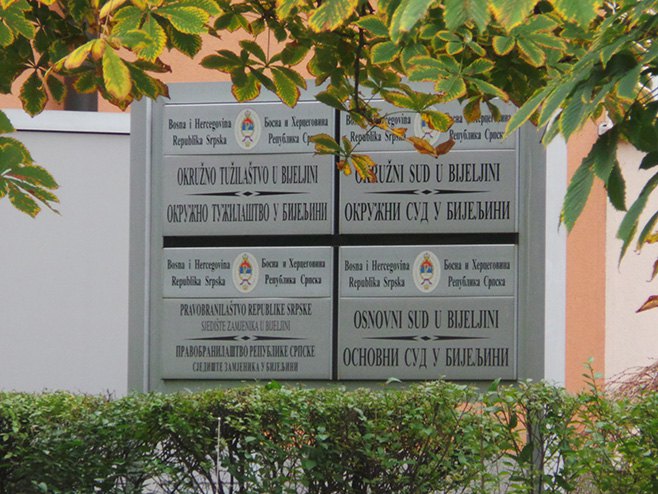 Bosna i Hercegovina Босна и Херцеговина
Republika Srpska Република Српска
OKRUŽNO TUŽILAŠTVO U BIJELJINI
ОКРУЖНО ТУЖИЛАШТВО У БИЈЕЉИНИ
Bosna i Hercegovina Босна и Херцеговина
Republika Srpska Република Српска
OKRUŽNI SUD U BIJELJINI
ОКРУЖНИ СУД У БИЈЕЉИНИ
Bosna i Hercegovina Босна и Херцеговина
Republika Srpska Република Српска
PRAVOBRANILAŠTVO REPUBLIKE SRPSKE
SJEDIŠTE ZAMJENIKA U BIJELJINI
ПРАВОБРАНИЛАШТВО РЕПУБЛИКЕ СРПСКЕ
СЈЕДИШТЕ ЗАМЈЕНИКА У БИЈЕЉИНИ
Bosna i Hercegovina Босна и Херцеговина
Republika Srpska Република Српска
OSNOVNI SUD U BIJELJINI
ОСНОВНИ СУД У БИЈЕЉИНИ